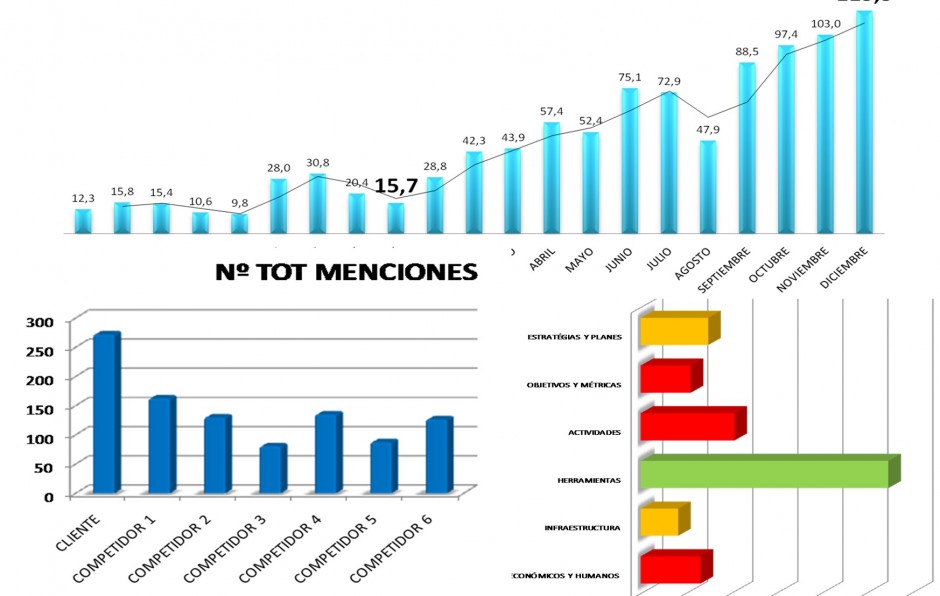 12,3
15,8
15,4
10,6
9,8
28,0
30,8
20,4
15,7
28,8
42,3
43,9
57,4
52,4
75,1
72,9
47,9
88,5
97,4
103,0
ABRIL
MAYO
JUNIO
JULIO
AGOSTO
SEPTIEMBRE
OCTUBRE
NOVIEMBRE
DICIEMBRE
Nº TOT MENCIONES
300
250
200
150
100
50
0
CLIENTE
COMPETIDOR 1
COMPETIDOR 2
COMPETIDOR 3
COMPETIDOR 4
COMPETIDOR 5
COMPETIDOR 6
ESTRATÉGIAS Y PLANES
OBJETIVOS Y MÉTRICAS
ACTIVIDADES
HERRAMIENTAS
INFRAESTRUCTURA
ECONÓMICOS Y HUMANOS